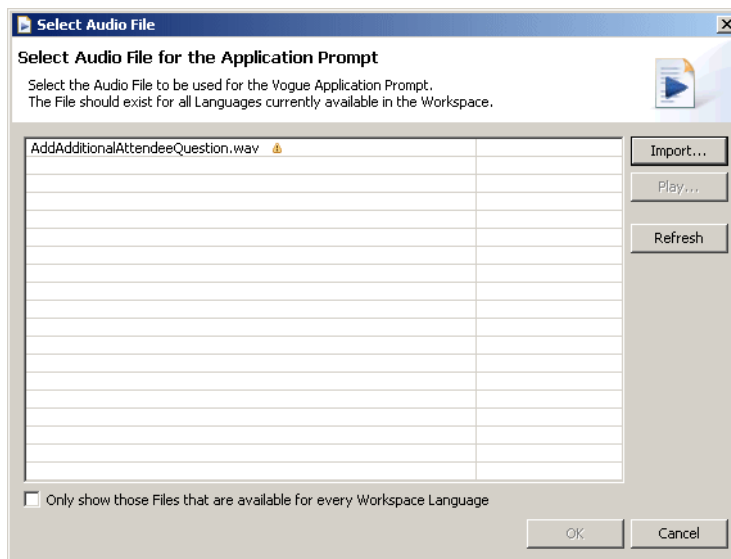 Select Audio File
Select Audio File for the Application Prompt
Select the Audio File to be used for the Vogue Application Prompt.
The File should exist for all Languages currently available in the Workspace.
AddAdditionalAttendeeQuestion.wav
Import...
Play...
Refresh
Only show those Files that are available for every Workspace Language
OK
Cancel